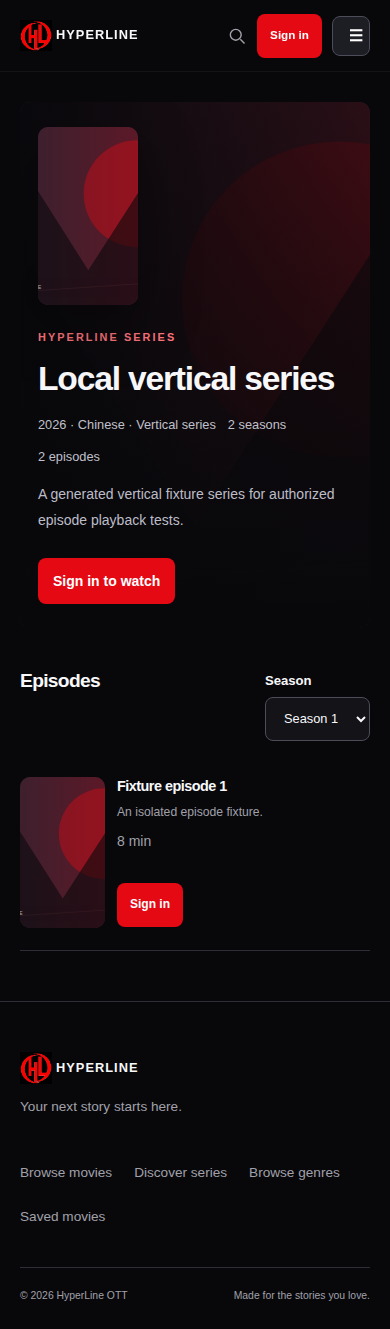 HYPERLINE
Sign in
HYPERLINE SERIES
Local vertical series
2026 · Chinese · Vertical series 2 seasons
2 episodes
A generated vertical fixture series for authorized
episode playback tests.
Sign in to watch
Episodes
Season
Season 1
Fixture episode 1
An isolated episode fixture.
8 min
Sign in
HYPERLINE
Your next story starts here.
Browse movies Discover series Browse genres
Saved movies
© 2026 HyperLine OTT Made for the stories you love.